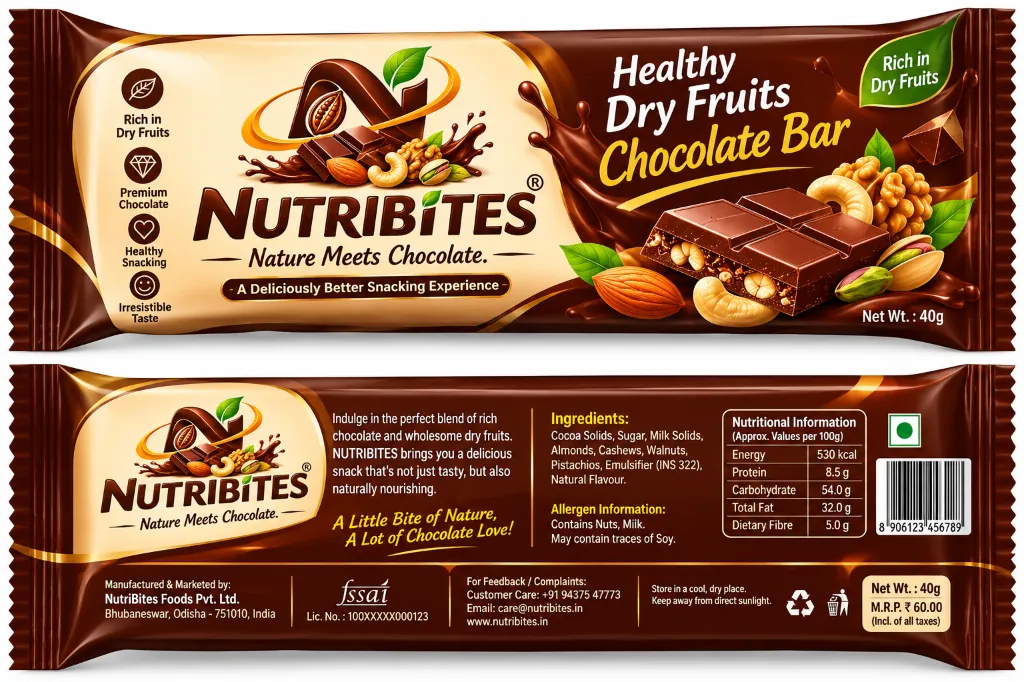 Rich in
Dry Fruits
Premium
Chocolate
Healthy
Snacking
Irresistible
Taste
NUTRIBITES®
Nature Meets Chocolate.
- A Deliciously Better Snacking Experience -
Healthy
Dry Fruits
Chocolate Bar
Rich in
Dry Fruits
Net Wt. : 40g
NUTRIBITES®
Nature Meets Chocolate.
Indulge in the perfect blend of rich
chocolate and wholesome dry fruits.
NUTRIBITES brings you a delicious
snack that's not just tasty, but also
naturally nourishing.
A Little Bite of Nature,
A Lot of Chocolate Love!
Ingredients:
Cocoa Solids, Sugar, Milk Solids,
Almonds, Cashews, Walnuts,
Pistachios, Emulsifier (INS 322),
Natural Flavour.
Allergen Information:
Contains Nuts, Milk.
May contain traces of Soy.
Nutritional Information
(Approx. Values per 100g)
Energy 530 kcal
Protein 8.5 g
Carbohydrate 54.0 g
Total Fat 32.0 g
Dietary Fibre 5.0 g
8 906123 456789
Manufactured & Marketed by:
NutriBites Foods Pvt. Ltd.
Bhubaneswar, Odisha - 751010, India
fssai
Lic. No. : 100XXXXX000123
For Feedback / Complaints:
Customer Care: +91 94375 47773
Email: care@nutribites.in
www.nutribites.in
Store in a cool, dry place.
Keep away from direct sunlight.
Net Wt. : 40g
M.R.P. ₹ 60.00
(Incl. of all taxes)